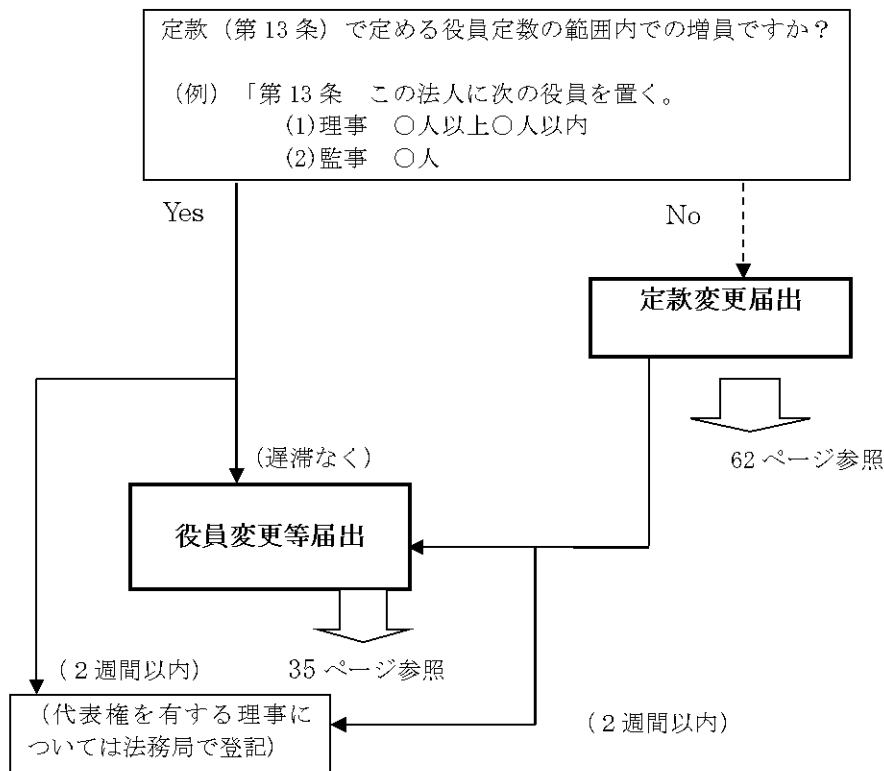 定款（第13条）で定める役員定数の範囲内での増員ですか？
（例）「第13条　この法人に次の役員を置く。
(1)理事　○人以上○人以内
(2)監事　○人
Yes
No
定款変更届出
（遅滞なく）
62ページ参照
役員変更等届出
（２週間以内）
35ページ参照
（代表権を有する理事に
ついては法務局で登記）
（２週間以内）